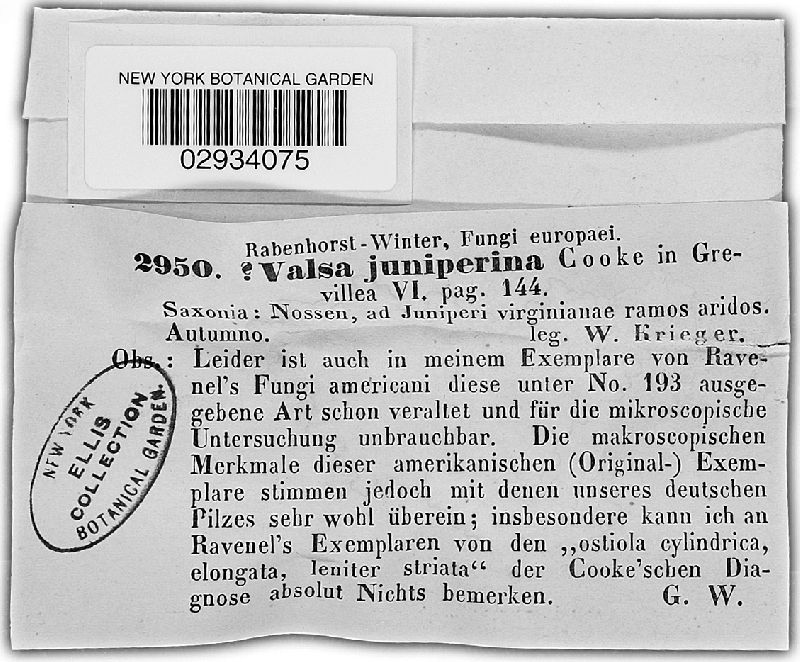 NEW YORK BOTANICAL GARDEN
02934075
Rabenhorst-Winter, Fungi europaei.
2950. ?Valsa juniperina Cooke in Gre-
villea VI. pag. 144.
Saxonia: Nossen, ad Juniperi virginianae ramos aridos.
Autumno. leg. W. Krieger.
Obs.: Leider ist auch in meinem Exemplare von Rave-
nel's Fungi americani diese unter No. 193 ausge-
gebene Art schon veraltet und für die mikroscopische
Untersuchung unbrauchbar. Die makroscopischen
Merkmale dieser amerikanischen (Original-) Exem-
plare stimmen jedoch mit denen unseres deutschen
Pilzes sehr wohl überein; insbesondere kann ich an
Ravenel's Exemplaren von den „ostiola cylindrica,
elongata, leniter striata“ der Cooke'schen Dia-
gnose absolut Nichts bemerken. G. W.
NEW YORK
ELLIS
COLLECTION
BOTANICAL GARDEN.